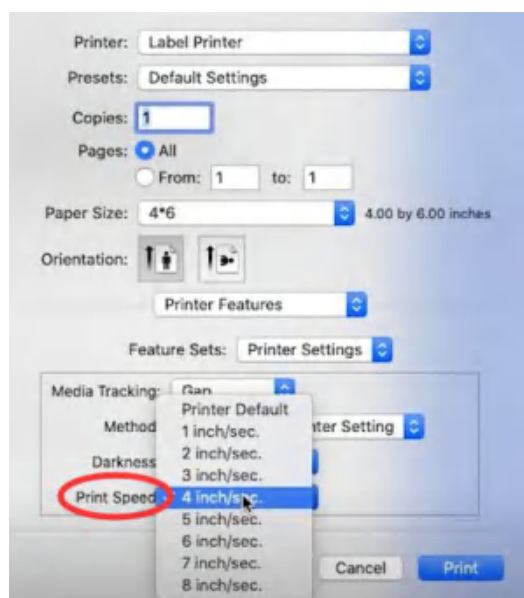 Printer: Label Printer
Presets: Default Settings
Copies: 1
Pages: All
From: 1 to: 1
Paper Size: 4*6 4.00 by 6.00 inches
Orientation:
Printer Features
Feature Sets: Printer Settings
Media Tracking: Gap
Printer Default
Method nter Setting
1 inch/sec.
2 inch/sec.
Darkness
3 inch/sec.
Print Speed 4 inch/sec.
5 inch/sec.
6 inch/sec.
7 inch/sec.
8 inch/sec.
Cancel Print